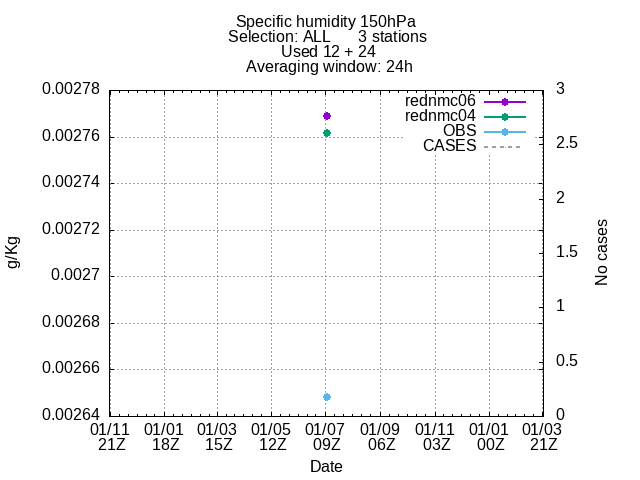 Specific humidity 150hPa
Selection: ALL 3 stations
Used 12 + 24
Averaging window: 24h
0.00278
0.00276
0.00274
0.00272
0.0027
0.00268
0.00266
0.00264
g/Kg
3
2.5
2
1.5
1
0.5
0
No cases
rednmc06
rednmc04
OBS
CASES
01/11 01/01 01/03 01/05 01/07 01/09 01/11 01/01 01/03
21Z 18Z 15Z 12Z 09Z 06Z 03Z 00Z 21Z
Date